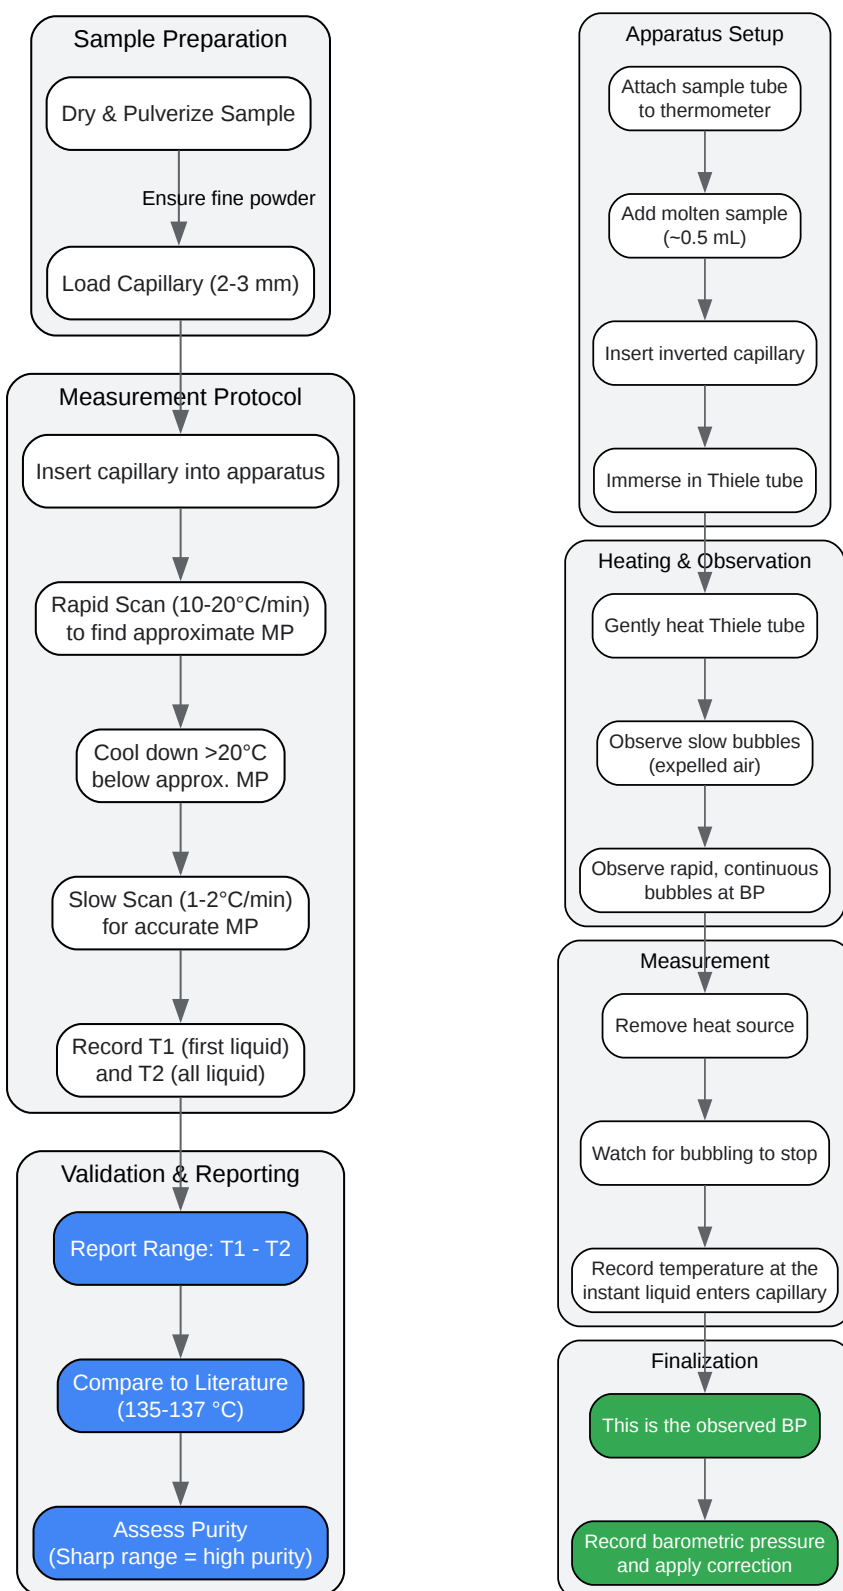 Sample Preparation
Dry & Pulverize Sample
Ensure fine powder
Load Capillary (2-3 mm)
Measurement Protocol
Insert capillary into apparatus
Rapid Scan (10-20°C/min)
to find approximate MP
Cool down >20°C
below approx. MP
Slow Scan (1-2°C/min)
for accurate MP
Record T1 (first liquid)
and T2 (all liquid)
Validation & Reporting
Report Range: T1 - T2
Compare to Literature
(135-137 °C)
Assess Purity
(Sharp range = high purity)
Apparatus Setup
Attach sample tube
to thermometer
Add molten sample
(~0.5 mL)
Insert inverted capillary
Immerse in Thiele tube
Heating & Observation
Gently heat Thiele tube
Observe slow bubbles
(expelled air)
Observe rapid, continuous
bubbles at BP
Measurement
Remove heat source
Watch for bubbling to stop
Record temperature at the
instant liquid enters capillary
Finalization
This is the observed BP
Record barometric pressure
and apply correction